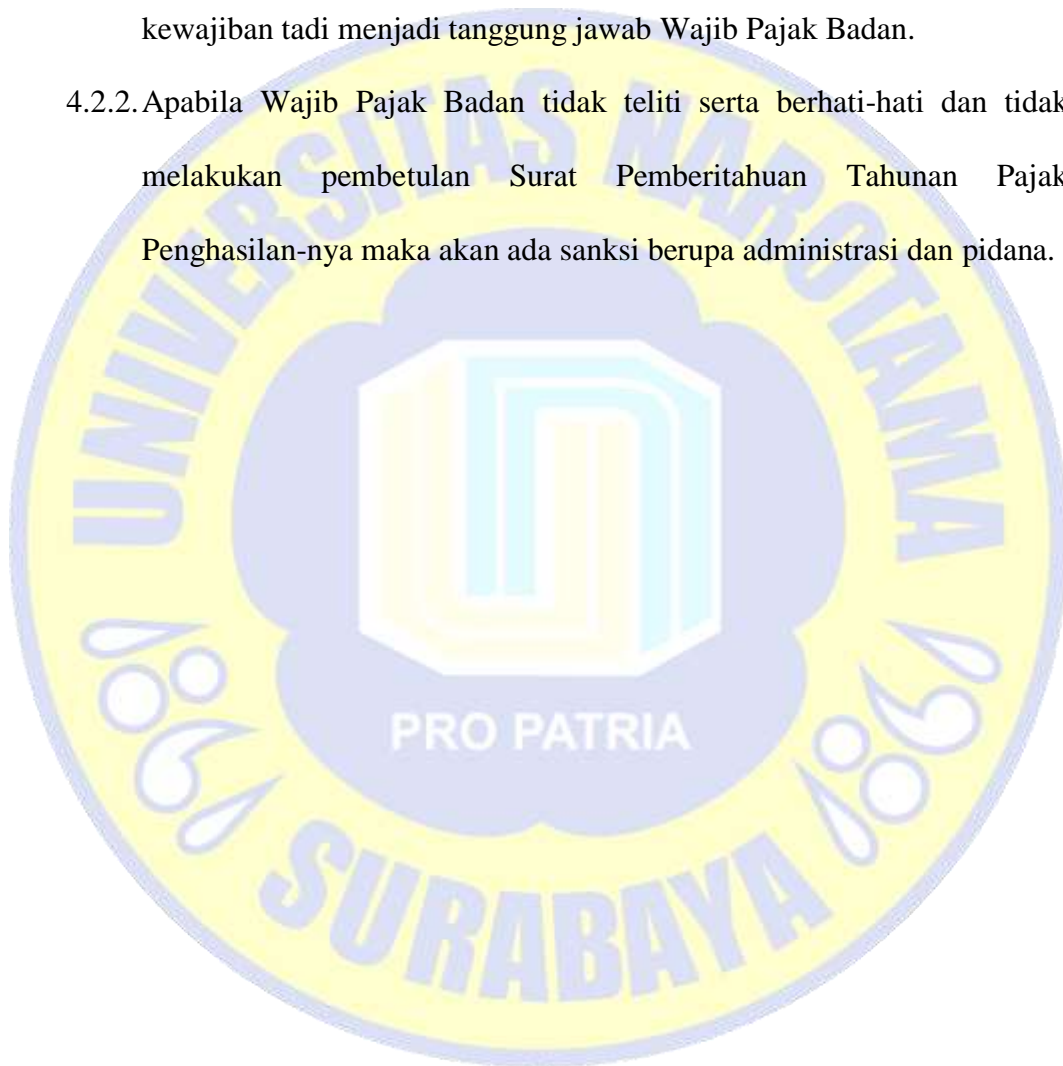 kewajiban tadi menjadi tanggung jawab Wajib Pajak Badan.
4.2.2. Apabila Wajib Pajak Badan tidak teliti serta berhati-hati dan tidak
melakukan pembetulan Surat Pemberitahuan Tahunan Pajak
Penghasilan-nya maka akan ada sanksi berupa administrasi dan pidana.
UNIVERSITAS NAROTAMA
PRO PATRIA
SURABAYA